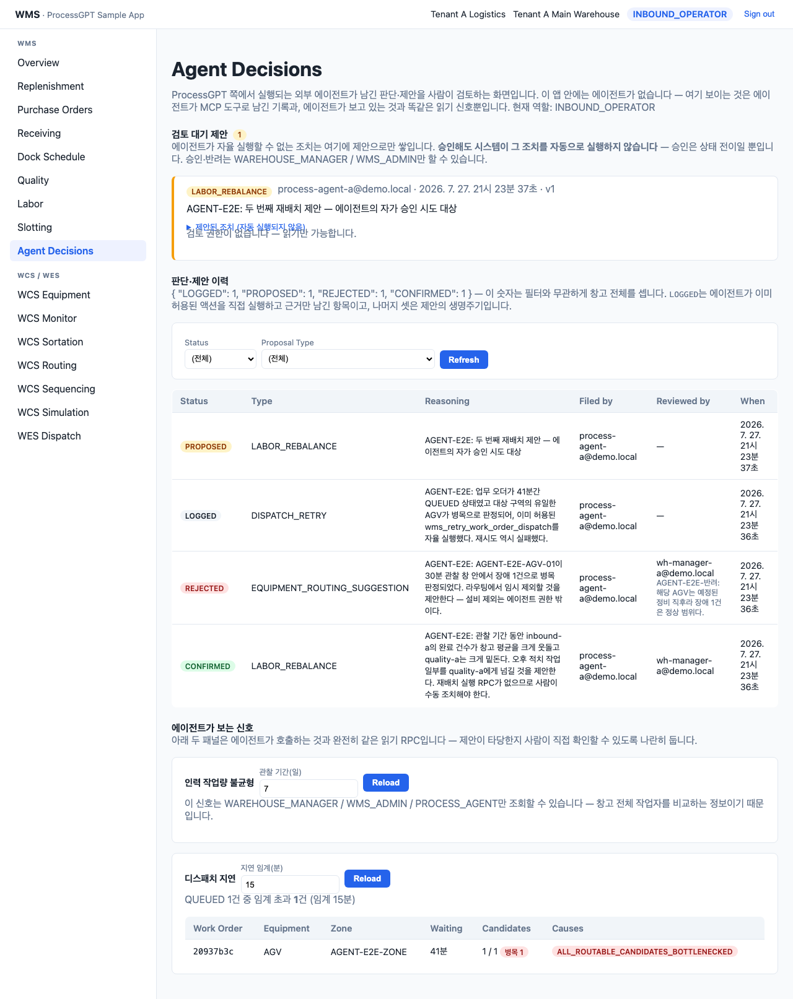 WMS · ProcessGPT Sample App
Tenant A Logistics Tenant A Main Warehouse INBOUND_OPERATOR Sign out
WMS
Overview
Replenishment
Purchase Orders
Receiving
Dock Schedule
Quality
Labor
Slotting
Agent Decisions
WCS / WES
WCS Equipment
WCS Monitor
WCS Sortation
WCS Routing
WCS Sequencing
WCS Simulation
WES Dispatch
Agent Decisions
ProcessGPT 쪽에서 실행되는 외부 에이전트가 남긴 판단·제안을 사람이 검토하는 화면입니다. 이 앱 안에는 에이전트가 없습니다 — 여기 보이는 것은 에이
전트가 MCP 도구로 남긴 기록과, 에이전트가 보고 있는 것과 똑같은 읽기 신호뿐입니다. 현재 역할: INBOUND_OPERATOR
검토 대기 제안 1
에이전트가 자율 실행할 수 없는 조치는 여기에 제안으로만 쌓입니다. 승인해도 시스템이 그 조치를 자동으로 실행하지 않습니다 — 승인은 상태 전이일 뿐입니
다. 승인·반려는 WAREHOUSE_MANAGER / WMS_ADMIN만 할 수 있습니다.
LABOR_REBALANCE process-agent-a@demo.local · 2026. 7. 27. 21시 23분 37초 · v1
AGENT-E2E: 두 번째 재배치 제안 — 에이전트의 자가 승인 시도 대상
▶ 제안된 조치 (자동 실행되지 않음)
검토 권한이 없습니다 — 읽기만 가능합니다.
판단·제안 이력
{ "LOGGED": 1, "PROPOSED": 1, "REJECTED": 1, "CONFIRMED": 1 } — 이 숫자는 필터와 무관하게 창고 전체를 셉니다. LOGGED는 에이전트가 이미
허용된 액션을 직접 실행하고 근거만 남긴 항목이고, 나머지 셋은 제안의 생명주기입니다.
Status Proposal Type
(전체) (전체) Refresh
Status Type Reasoning Filed by Reviewed by When
PROPOSED LABOR_REBALANCE
AGENT-E2E: 두 번째 재배치 제안 — 에
이전트의 자가 승인 시도 대상
process-
agent-
a@demo.local
—
2026.
7. 27.
21시
23분
37초
LOGGED DISPATCH_RETRY
AGENT-E2E: 업무 오더가 41분간
QUEUED 상태였고 대상 구역의 유일한
AGV가 병목으로 판정되어, 이미 허용된
wms_retry_work_order_dispatch를
자율 실행했다. 재시도 역시 실패했다.
process-
agent-
a@demo.local
—
2026.
7. 27.
21시
23분
36초
REJECTED EQUIPMENT_ROUTING_SUGGESTION
AGENT-E2E: AGENT-E2E-AGV-01이
30분 관찰 창 안에서 장애 1건으로 병목
판정되었다. 라우팅에서 임시 제외할 것을
제안한다 — 설비 제외는 에이전트 권한 밖
이다.
process-
agent-
a@demo.local
wh-manager-
a@demo.local
AGENT-E2E-반려:
해당 AGV는 예정된
정비 직후라 장애 1건
은 정상 범위다.
2026.
7. 27.
21시
23분
36초
CONFIRMED LABOR_REBALANCE
AGENT-E2E: 관찰 기간 동안 inbound-
a의 완료 건수가 창고 평균을 크게 웃돌고
quality-a는 크게 밑돈다. 오후 적치 작업
일부를 quality-a에게 넘길 것을 제안한
다. 재배치 실행 RPC가 없으므로 사람이
수동 조치해야 한다.
process-
agent-
a@demo.local
wh-manager-
a@demo.local
2026.
7. 27.
21시
23분
36초
에이전트가 보는 신호
아래 두 패널은 에이전트가 호출하는 것과 완전히 같은 읽기 RPC입니다 — 제안이 타당한지 사람이 직접 확인할 수 있도록 나란히 둡니다.
관찰 기간(일)
인력 작업량 불균형 7 Reload
이 신호는 WAREHOUSE_MANAGER / WMS_ADMIN / PROCESS_AGENT만 조회할 수 있습니다 — 창고 전체 작업자를 비교하는 정보이기 때문
입니다.
지연 임계(분)
디스패치 지연 15 Reload
QUEUED 1건 중 임계 초과 1건 (임계 15분)
Work Order Equipment Zone Waiting Candidates Causes
20937b3c AGV AGENT-E2E-ZONE 41분 1 / 1 병목 1 ALL_ROUTABLE_CANDIDATES_BOTTLENECKED